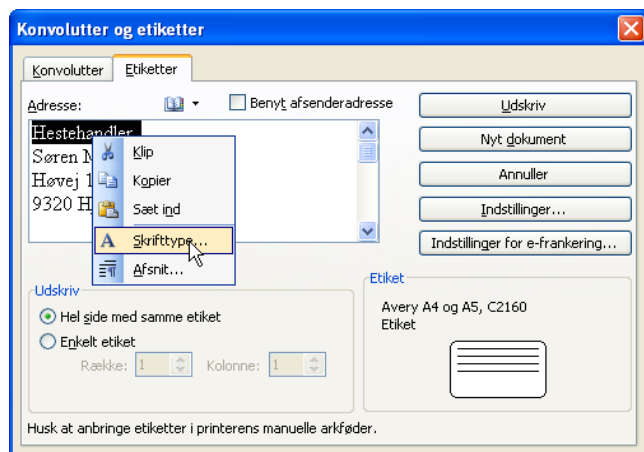 Konvolutter og etiketter
Konvolutter Etiketter
Adresse:
Benyt afsenderadresse
Hestehandler
Søren
Høvej
9320
Klip
Kopier
Sæt ind
Skrifttype...
Afsnit...
Udskriv
Nyt dokument
Annuller
Indstillinger...
Indstillinger for e-frankering...
Udskriv
Hel side med samme etiket
Enkelt etiket
Række: 1 Kolonne: 1
Etiket
Avery A4 og A5, C2160
Etiket
Husk at anbringe etiketter i printerens manuelle arkføder.